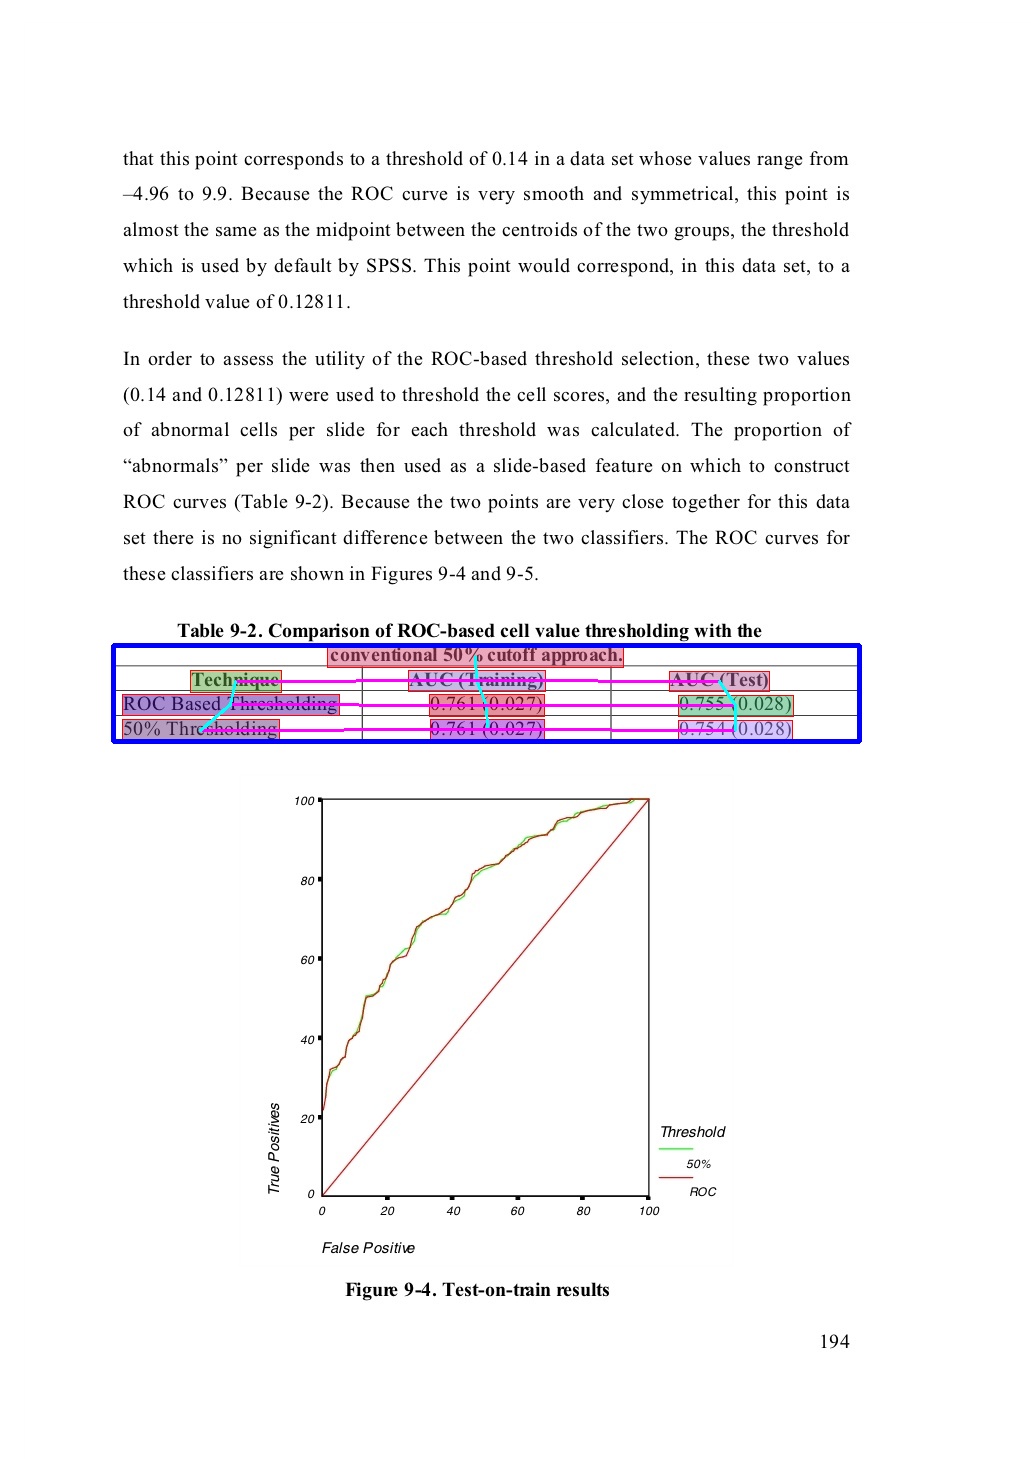 that this point corresponds to a threshold of 0.14 in a data set whose values range from
–4.96 to 9.9. Because the ROC curve is very smooth and symmetrical, this point is
almost the same as the midpoint between the centroids of the two groups, the threshold
which is used by default by SPSS. This point would correspond, in this data set, to a
threshold value of 0.12811.
In order to assess the utility of the ROC-based threshold selection, these two values
(0.14 and 0.12811) were used to threshold the cell scores, and the resulting proportion
of abnormal cells per slide for each threshold was calculated. The proportion of
“abnormals” per slide was then used as a slide-based feature on which to construct
ROC curves (Table 9-2). Because the two points are very close together for this data
set there is no significant difference between the two classifiers. The ROC curves for
these classifiers are shown in Figures 9-4 and 9-5.
Table 9-2. Comparison of ROC-based cell value thresholding with the
conventional 50% cutoff approach.
Technique AUC (Training) AUC (Test)
ROC Based Thresholding 0.761 (0.027) 0.755 (0.028)
50% Thresholding 0.761 (0.027) 0.754 (0.028)
100
80
60
40
20
0
True Positives
0 20 40 60 80 100
False Positive
Threshold
50%
ROC
Figure 9-4. Test-on-train results
194